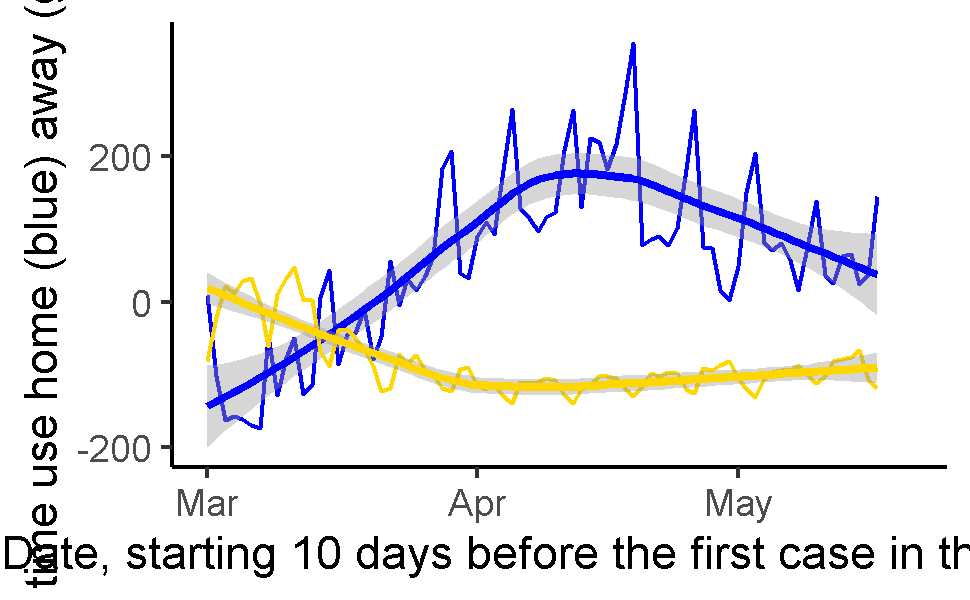 time use home (blue) away (
200
0
-200
Mar Apr May
Date, starting 10 days before the first case in th